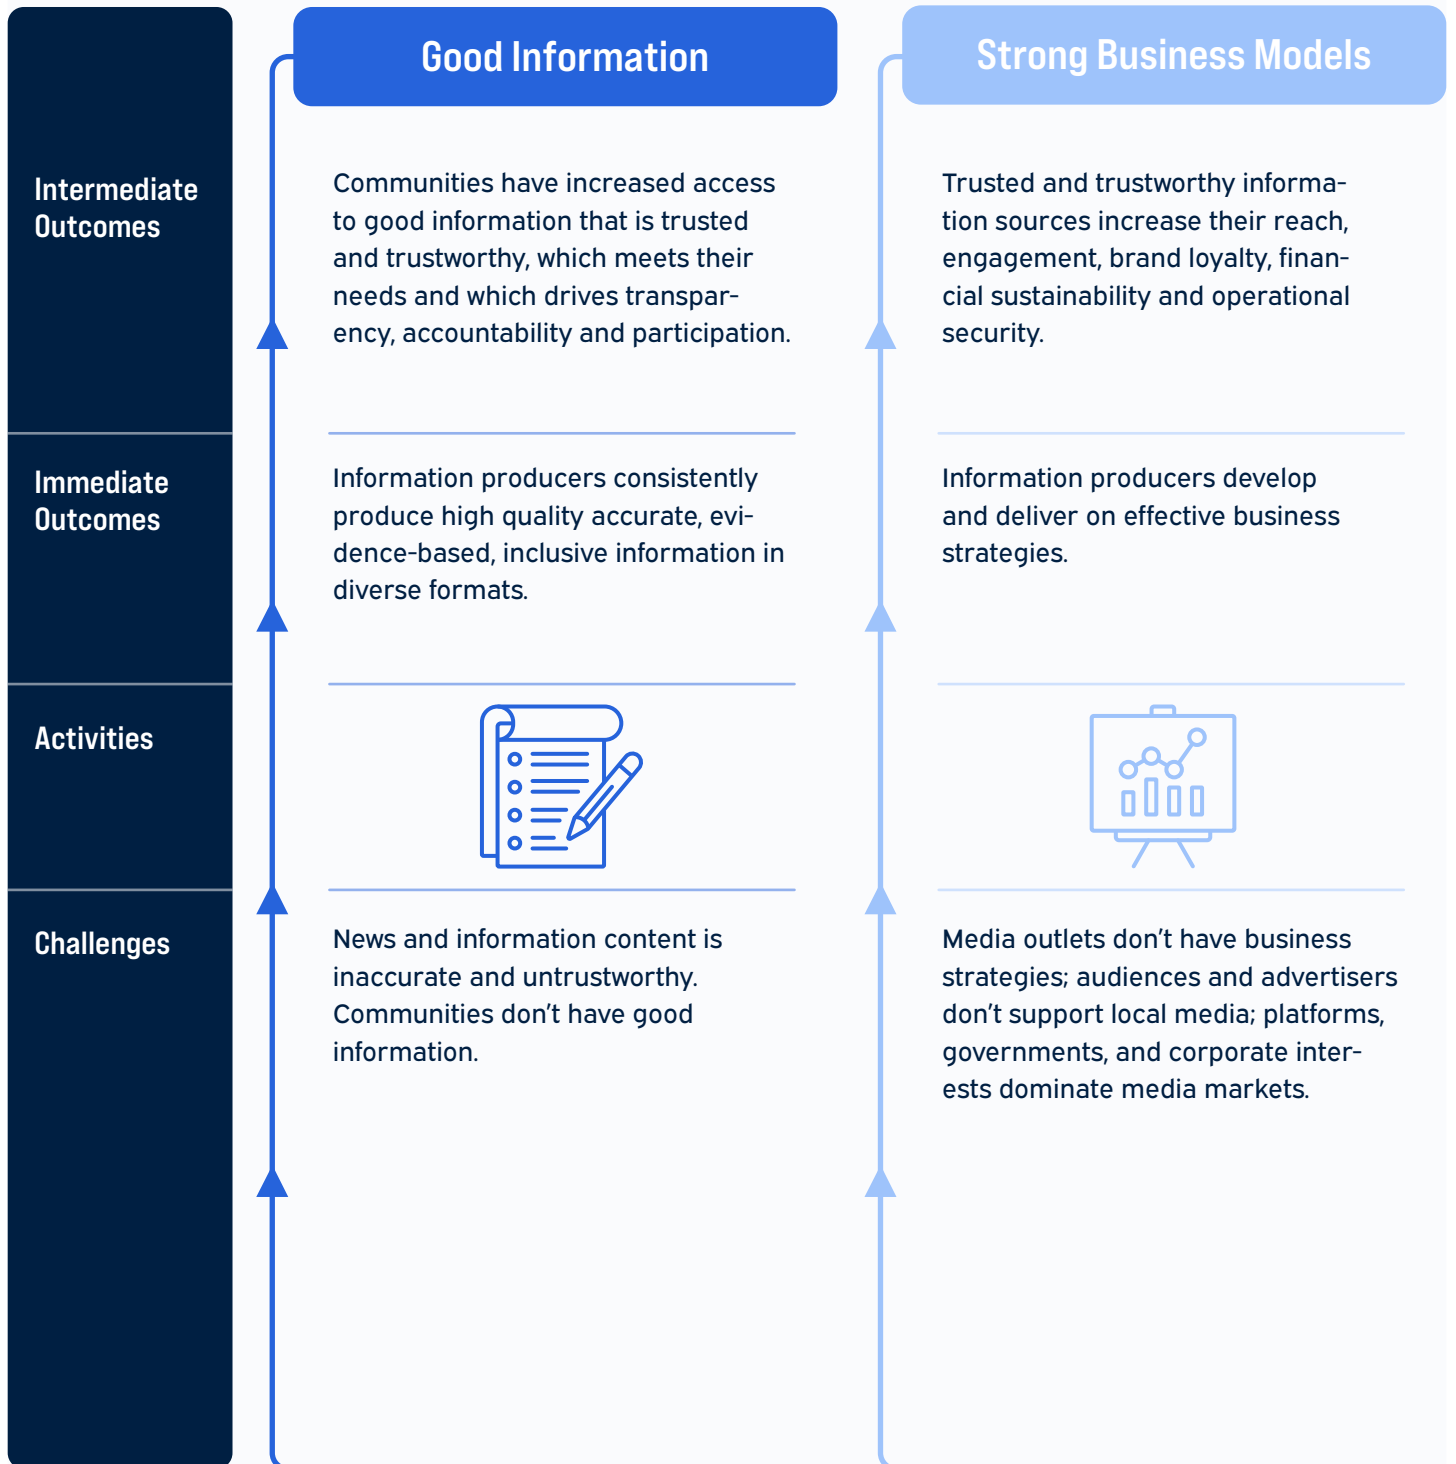 Good Information
Strong Business Models
Intermediate
Outcomes
Communities have increased access
to good information that is trusted
and trustworthy, which meets their
needs and which drives transpar-
ency, accountability and participation.
Trusted and trustworthy informa-
tion sources increase their reach,
engagement, brand loyalty, finan-
cial sustainability and operational
security.
Immediate
Outcomes
Information producers consistently
produce high quality accurate, evi-
dence-based, inclusive information in
diverse formats.
Information producers develop
and deliver on effective business
strategies.
Activities
Challenges
News and information content is
inaccurate and untrustworthy.
Communities don’t have good
information.
Media outlets don’t have business
strategies; audiences and advertisers
don’t support local media; platforms,
governments, and corporate inter-
ests dominate media markets.